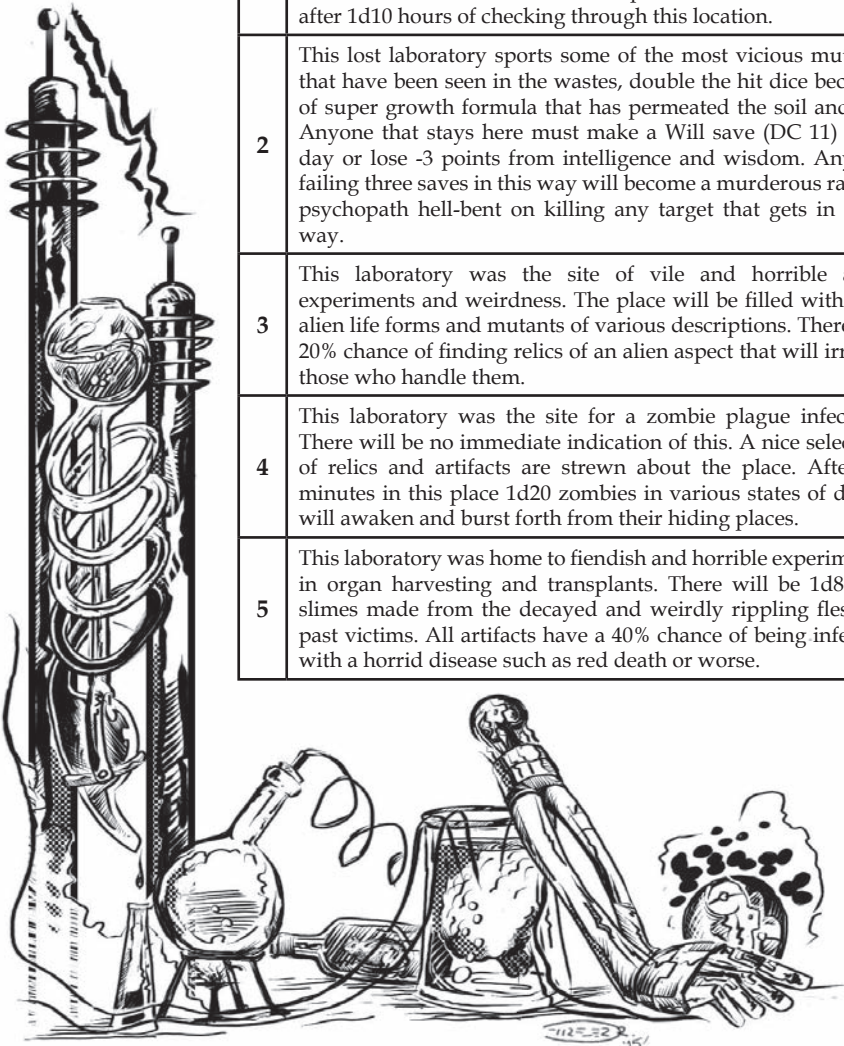 after 1d10 hours of checking through this location.
2
This lost laboratory sports some of the most vicious mu
that have been seen in the wastes, double the hit dice bec
of super growth formula that has permeated the soil and
Anyone that stays here must make a Will save (DC 11)
day or lose -3 points from intelligence and wisdom. Any
failing three saves in this way will become a murderous ra
psychopath hell-bent on killing any target that gets in
way.
3
This laboratory was the site of vile and horrible a
experiments and weirdness. The place will be filled with
alien life forms and mutants of various descriptions. There
20% chance of finding relics of an alien aspect that will irr
those who handle them.
4
This laboratory was the site for a zombie plague infec
There will be no immediate indication of this. A nice selec
of relics and artifacts are strewn about the place. Afte
minutes in this place 1d20 zombies in various states of d
will awaken and burst forth from their hiding places.
5
This laboratory was home to fiendish and horrible experim
in organ harvesting and transplants. There will be 1d8
slimes made from the decayed and weirdly rippling fles
past victims. All artifacts have a 40% chance of being infe
with a horrid disease such as red death or worse.